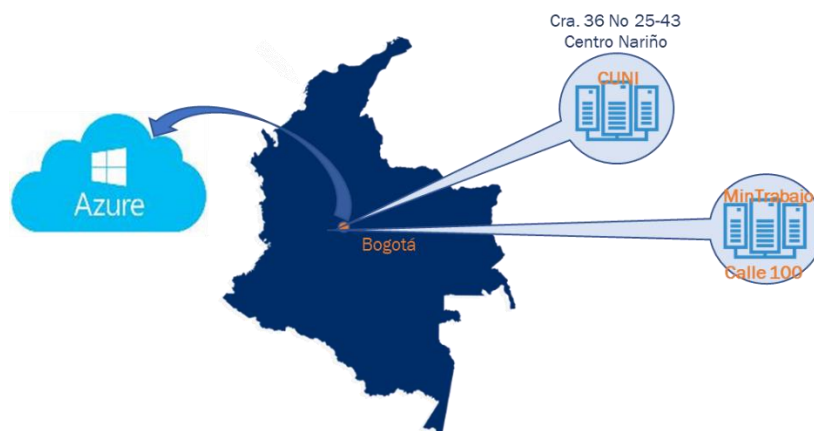 Cra. 36 No 25-43
Centro Nariño
CUNI
Azure
MinTrabajo
Calle 100
Bogotá